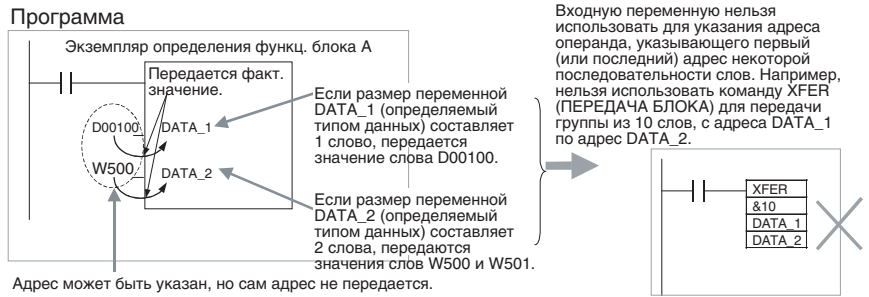 Программа
Экземпляр определения функц. блока A
Передается факт.
значение.
D00100
DATA_1
W500
DATA_2
Если размер переменной
DATA_1 (определяемый
типом данных) составляет
1 слово, передается
значение слова D00100.
Если размер переменной
DATA_2 (определяемый
типом данных) составляет
2 слова, передаются
значения слов W500 и W501.
Адрес может быть указан, но сам адрес не передается.
Входную переменную нельзя
использовать для указания адреса
операнда, указывающего первый
(или последний) адрес некоторой
последовательности слов. Например,
нельзя использовать команду XFER
(ПЕРЕДАЧА БЛОКА) для передачи
группы из 10 слов, с адреса DATA_1
по адрес DATA_2.
XFER
&10
DATA_1
DATA_2